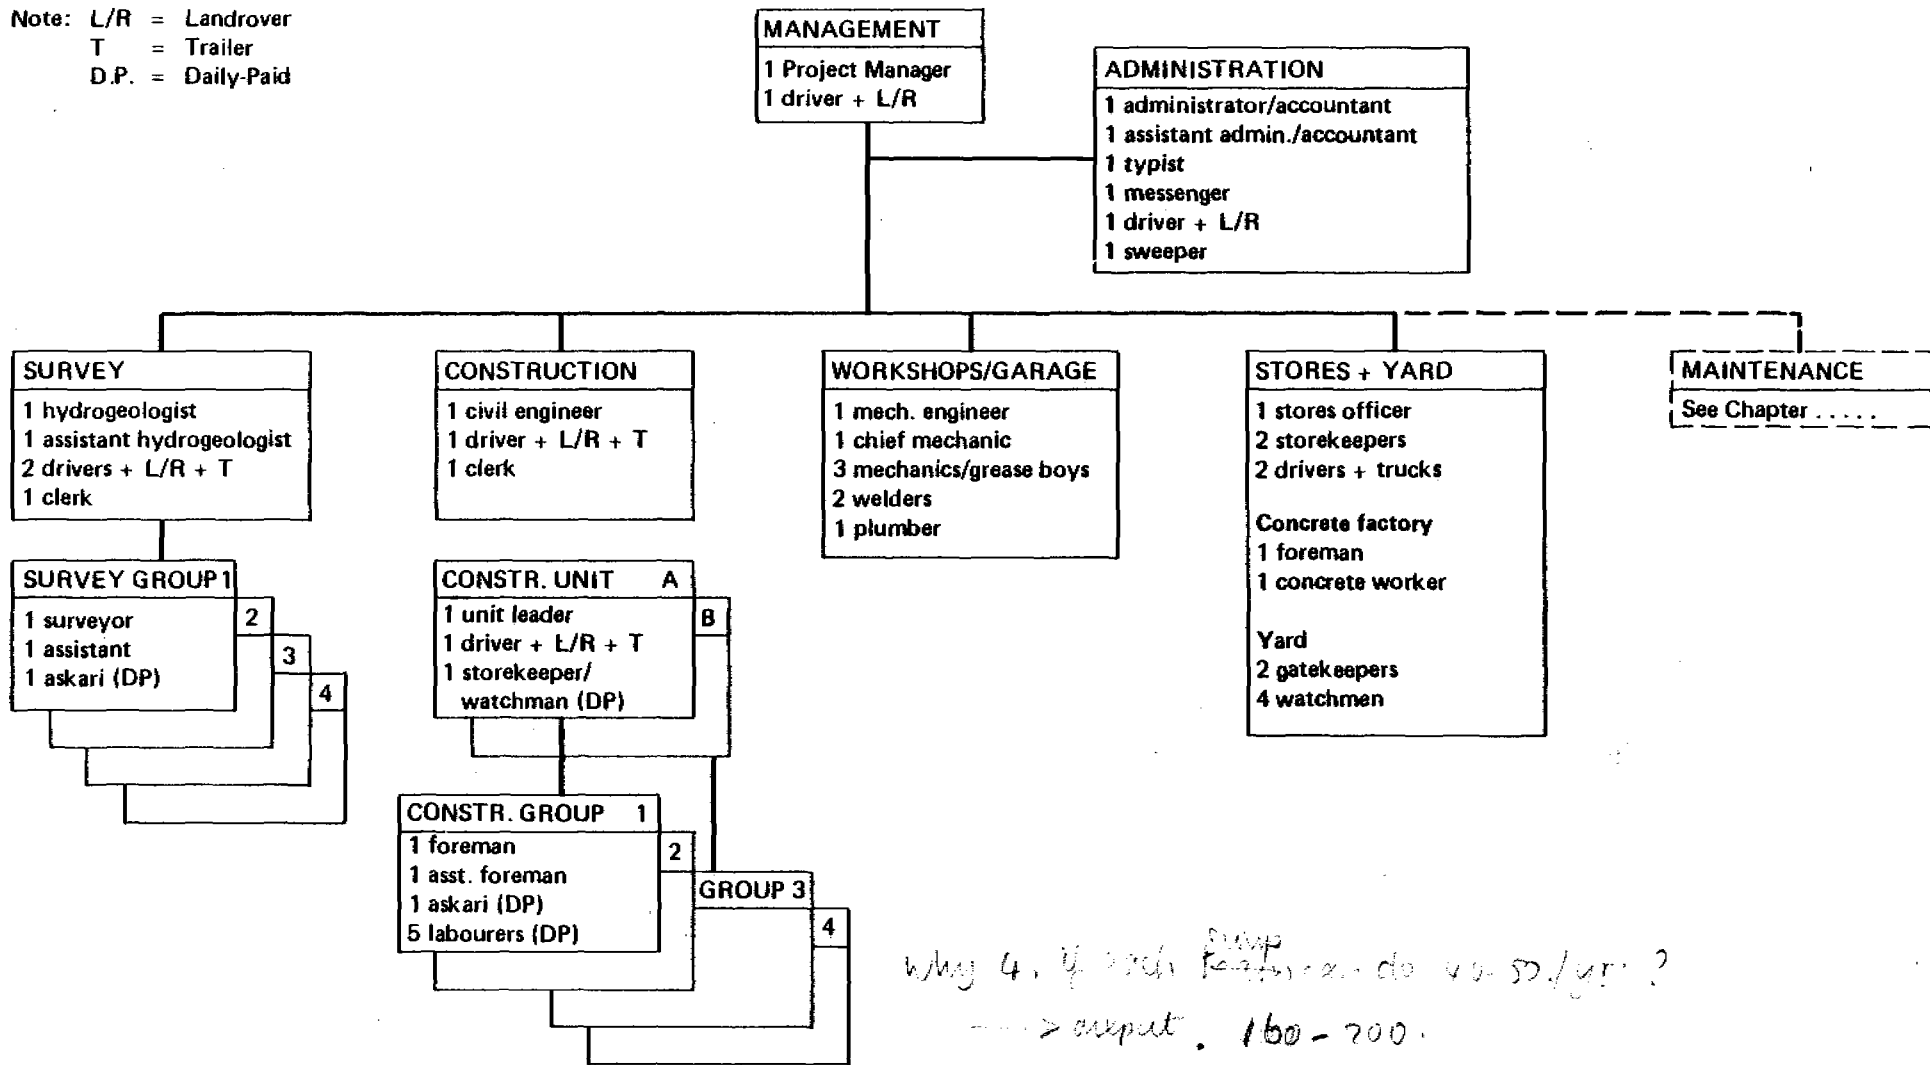 Note: L/R = Landrover
T = Trailer
D.P. = Daily-Paid
MANAGEMENT
1 Project Manager
1 driver + L/R
ADMINISTRATION
1 administrator/accountant
1 assistant admin./accountant
1 typist
1 messenger
1 driver + L/R
1 sweeper
SURVEY
1 hydrogeologist
1 assistant hydrogeologist
2 drivers + L/R + T
1 clerk
SURVEY GROUP 1
1 surveyor
1 assistant
1 askari (DP)
2
3
4
CONSTRUCTION
1 civil engineer
1 driver + L/R + T
1 clerk
CONSTR. UNIT A
1 unit leader
1 driver + L/R + T
1 storekeeper/
watchman (DP)
B
CONSTR. GROUP 1
1 foreman
1 asst. foreman
1 askari (DP)
5 labourers (DP)
2
GROUP 3
4
WORKSHOPS/GARAGE
1 mech. engineer
1 chief mechanic
3 mechanics/grease boys
2 welders
1 plumber
STORES + YARD
1 stores officer
2 storekeepers
2 drivers + trucks
Concrete factory
1 foreman
1 concrete worker
Yard
2 gatekeepers
4 watchmen
MAINTENANCE
See Chapter . . . . .
Why 4, if each do /yr?
160 - 200.